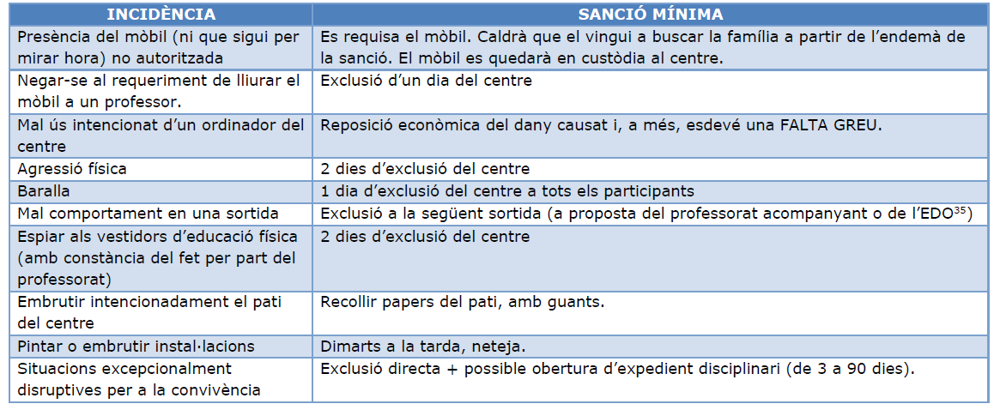 INCIDÈNCIA SANCIÓ MÍNIMA
Presència del mòbil (ni que sigui per
mirar hora) no autoritzada
Es requisa el mòbil. Caldrà que el vingui a buscar la família a partir de l’endemà de
la sanció. El mòbil es quedarà en custòdia al centre.
Negar-se al requeriment de lliurar el
mòbil a un professor.
Exclusió d’un dia del centre
Mal ús intencionat d’un ordinador del
centre
Reposició econòmica del dany causat i, a més, esdevé una FALTA GREU.
Agressió física
2 dies d’exclusió del centre
Baralla
1 dia d’exclusió del centre a tots els participants
Mal comportament en una sortida
Exclusió a la següent sortida (a proposta del professorat acompanyant o de l’EDO³⁵)
Espiar als vestidors d’educació física
(amb constància del fet per part del
professorat)
2 dies d’exclusió del centre
Embrutir intencionadament el pati
del centre
Recollir papers del pati, amb guants.
Pintar o embrutir instal·lacions
Dimarts a la tarda, neteja.
Situacions excepcionalment
disruptives per a la convivència
Exclusió directa + possible obertura d’expedient disciplinari (de 3 a 90 dies).